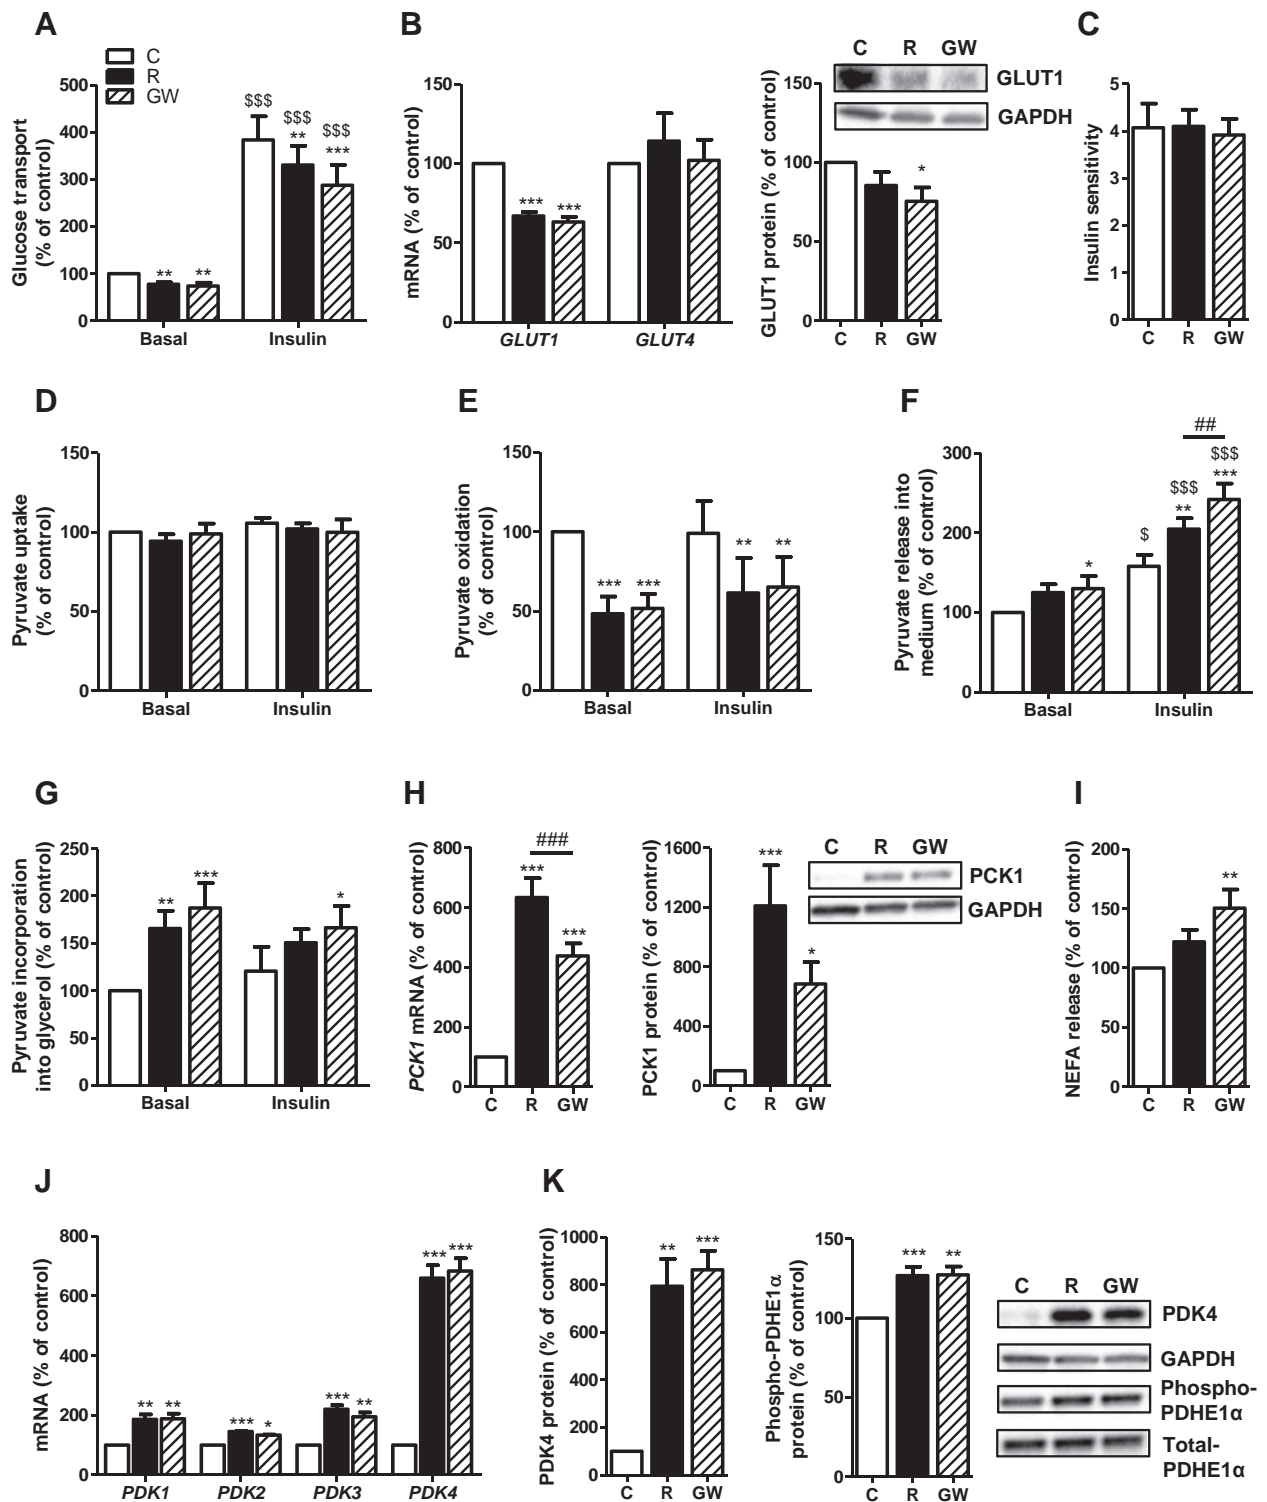 A
C
R
GW
Glucose transport
(% of control)
500
400
300
200
100
0
** **
$$$
$$$
**
$$$
***
Basal Insulin
B
mRNA (% of control)
150
100
50
0
*** ***
GLUT1 GLUT4
C R GW
GLUT1
GAPDH
GLUT1 protein (% of control)
150
100
50
0
*
C R GW
C
Insulin sensitivity
5
4
3
2
1
0
C R GW
D
Pyruvate uptake
(% of control)
150
100
50
0
Basal Insulin
E
Pyruvate oxidation
(% of control)
150
100
50
0
*** ***
** **
Basal Insulin
F
Pyruvate release into
medium (% of control)
300
200
100
0
*
$
$$$
**
##
$$$
***
Basal Insulin
G
Pyruvate incorporation
into glycerol (% of control)
250
200
150
100
50
0
** ***
*
Basal Insulin
H
PCK1 mRNA (% of control)
800
600
400
200
0
###
***
***
C R GW
PCK1 protein (% of control)
1600
1200
800
400
0
***
*
C R GW
C R GW
PCK1
GAPDH
I
NEFA release (% of control)
200
150
100
50
0
**
C R GW
J
mRNA (% of control)
800
600
400
200
0
** **
*** *
*** **
*** ***
PDK1 PDK2 PDK3 PDK4
K
PDK4 protein (% of control)
1000
800
600
400
200
0
** ***
C R GW
Phospho-PDHE1α
protein (% of control)
150
100
50
0
*** **
C R GW
C R GW
PDK4
GAPDH
Phospho-
PDHE1α
Total-
PDHE1α